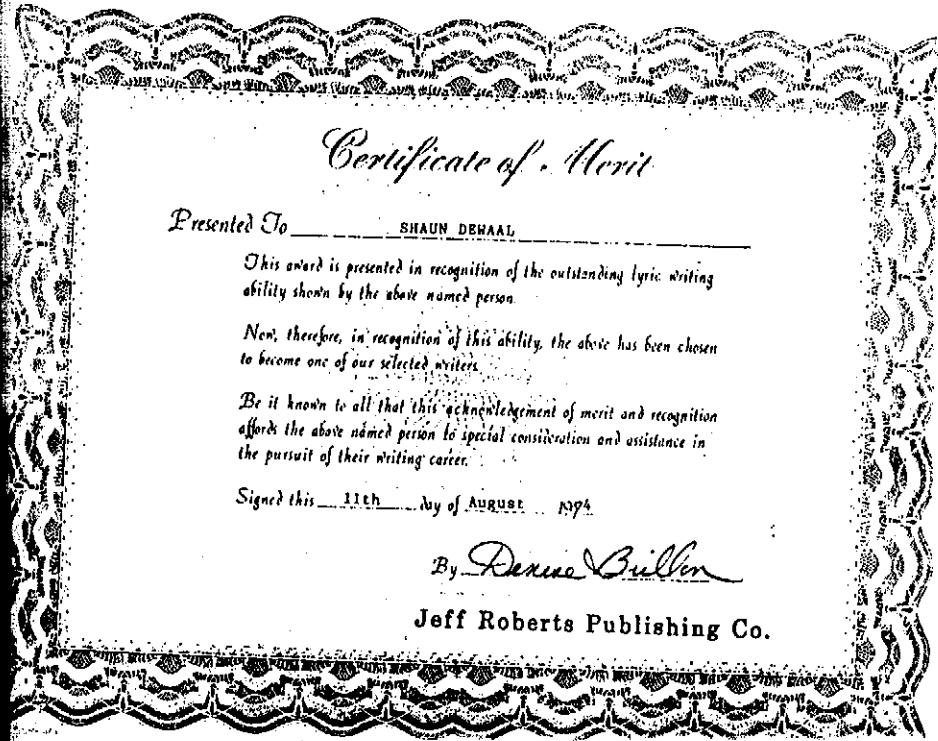 Certificate of Merit
Presented To SHAUN DEWAAL
This award is presented in recognition of the outstanding lyric writing
ability shown by the above named person.
Now, therefore, in recognition of this ability, the above has been chosen
to become one of our selected writers.
Be it known to all that this acknowledgement of merit and recognition
affords the above named person to special consideration and assistance in
the pursuit of their writing career.
Signed this 11th day of August 1994
By Denise
Jeff Roberts Publishing Co.